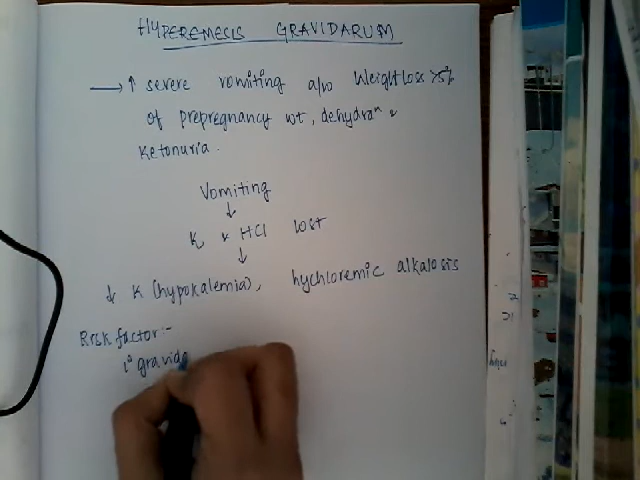 HYPEREMESIS GRAVIDARUM
→ ↑ severe vomiting a/w Weight loss >5%
of prepregnancy wt, dehydraⁿ &
Ketonuria.
Vomiting
↓
K & HCl lost
↓
↓ K (hypokalemia), hychloremic alkalosis
Risk factor :-
1° gravida